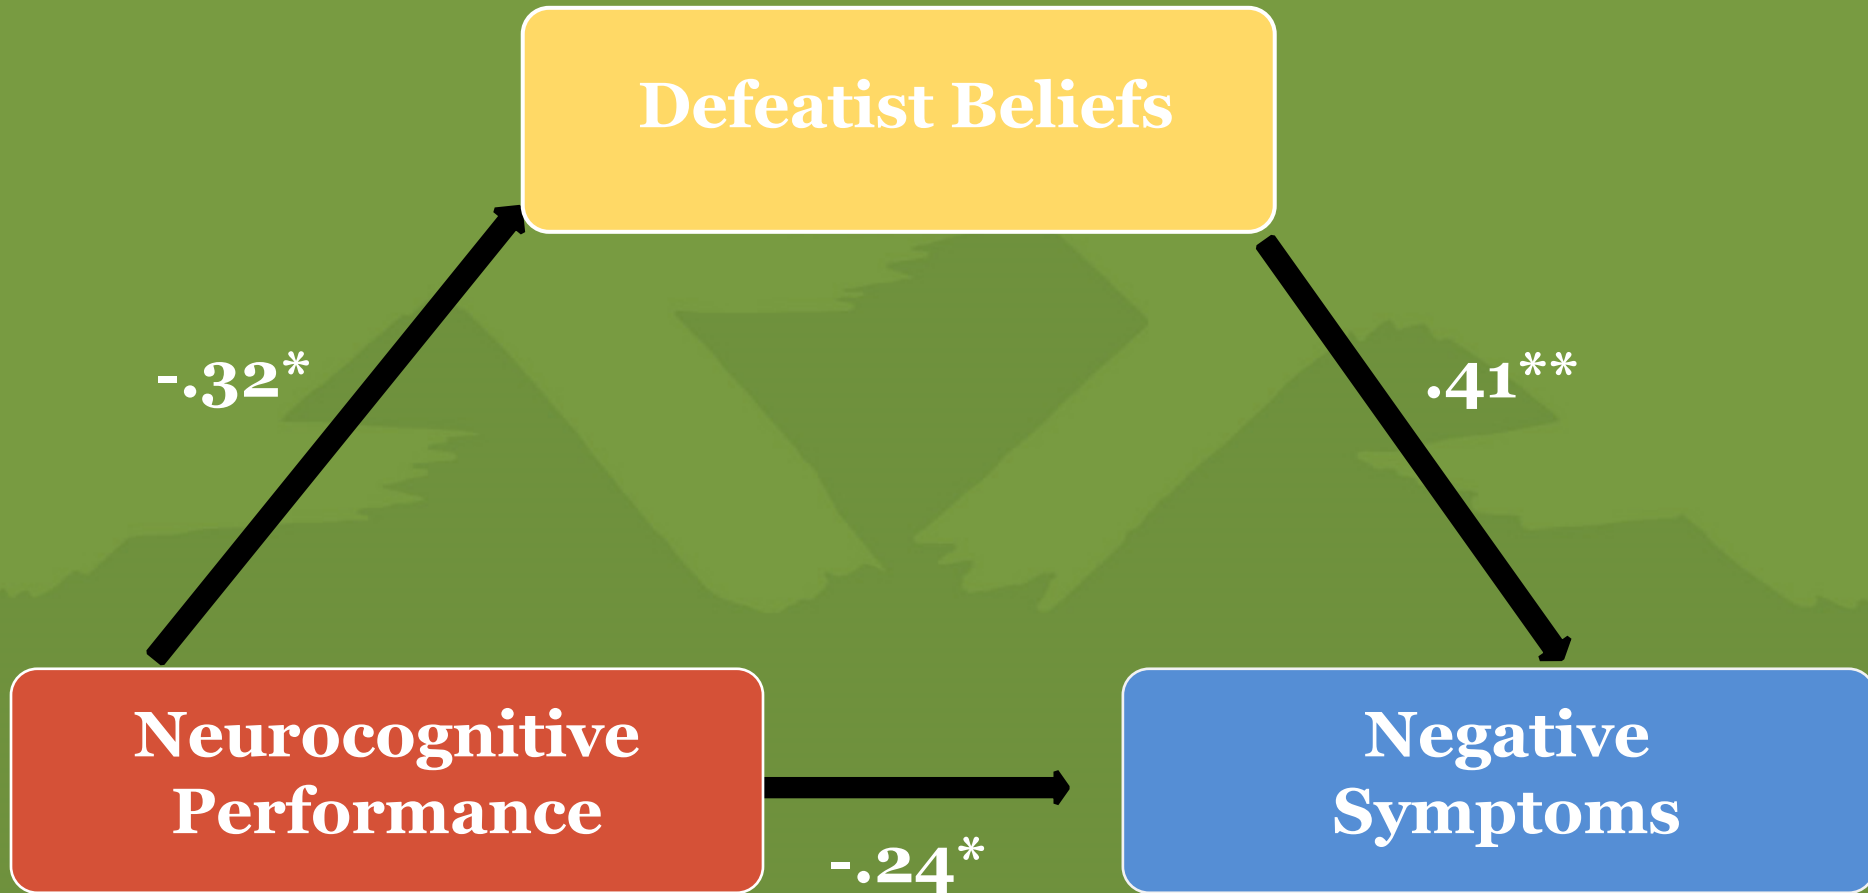 Defeatist Beliefs
-.32*
.41**
Neurocognitive
Performance
-.24*
Negative
Symptoms